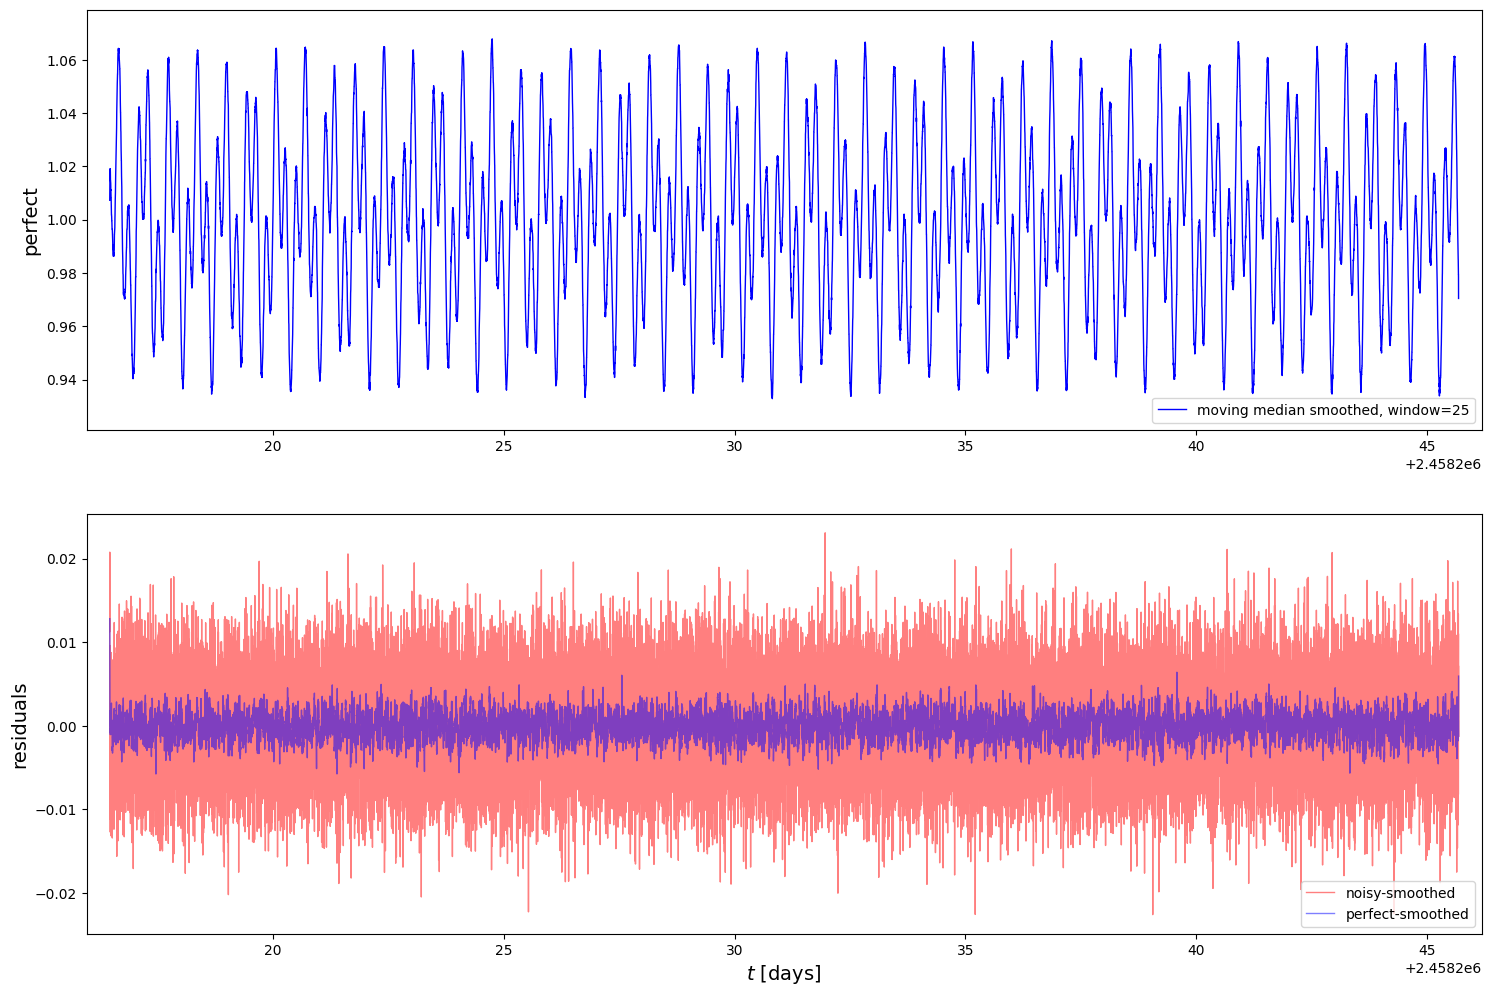 perfect
1.06
1.04
1.02
1.00
0.98
0.96
0.94
moving median smoothed, window=25
20 25 30 35 40 45
+2.4582e6
residuals
0.02
0.01
0.00
−0.01
−0.02
noisy-smoothed
perfect-smoothed
20 25 30 35 40 45
t [days]
+2.4582e6